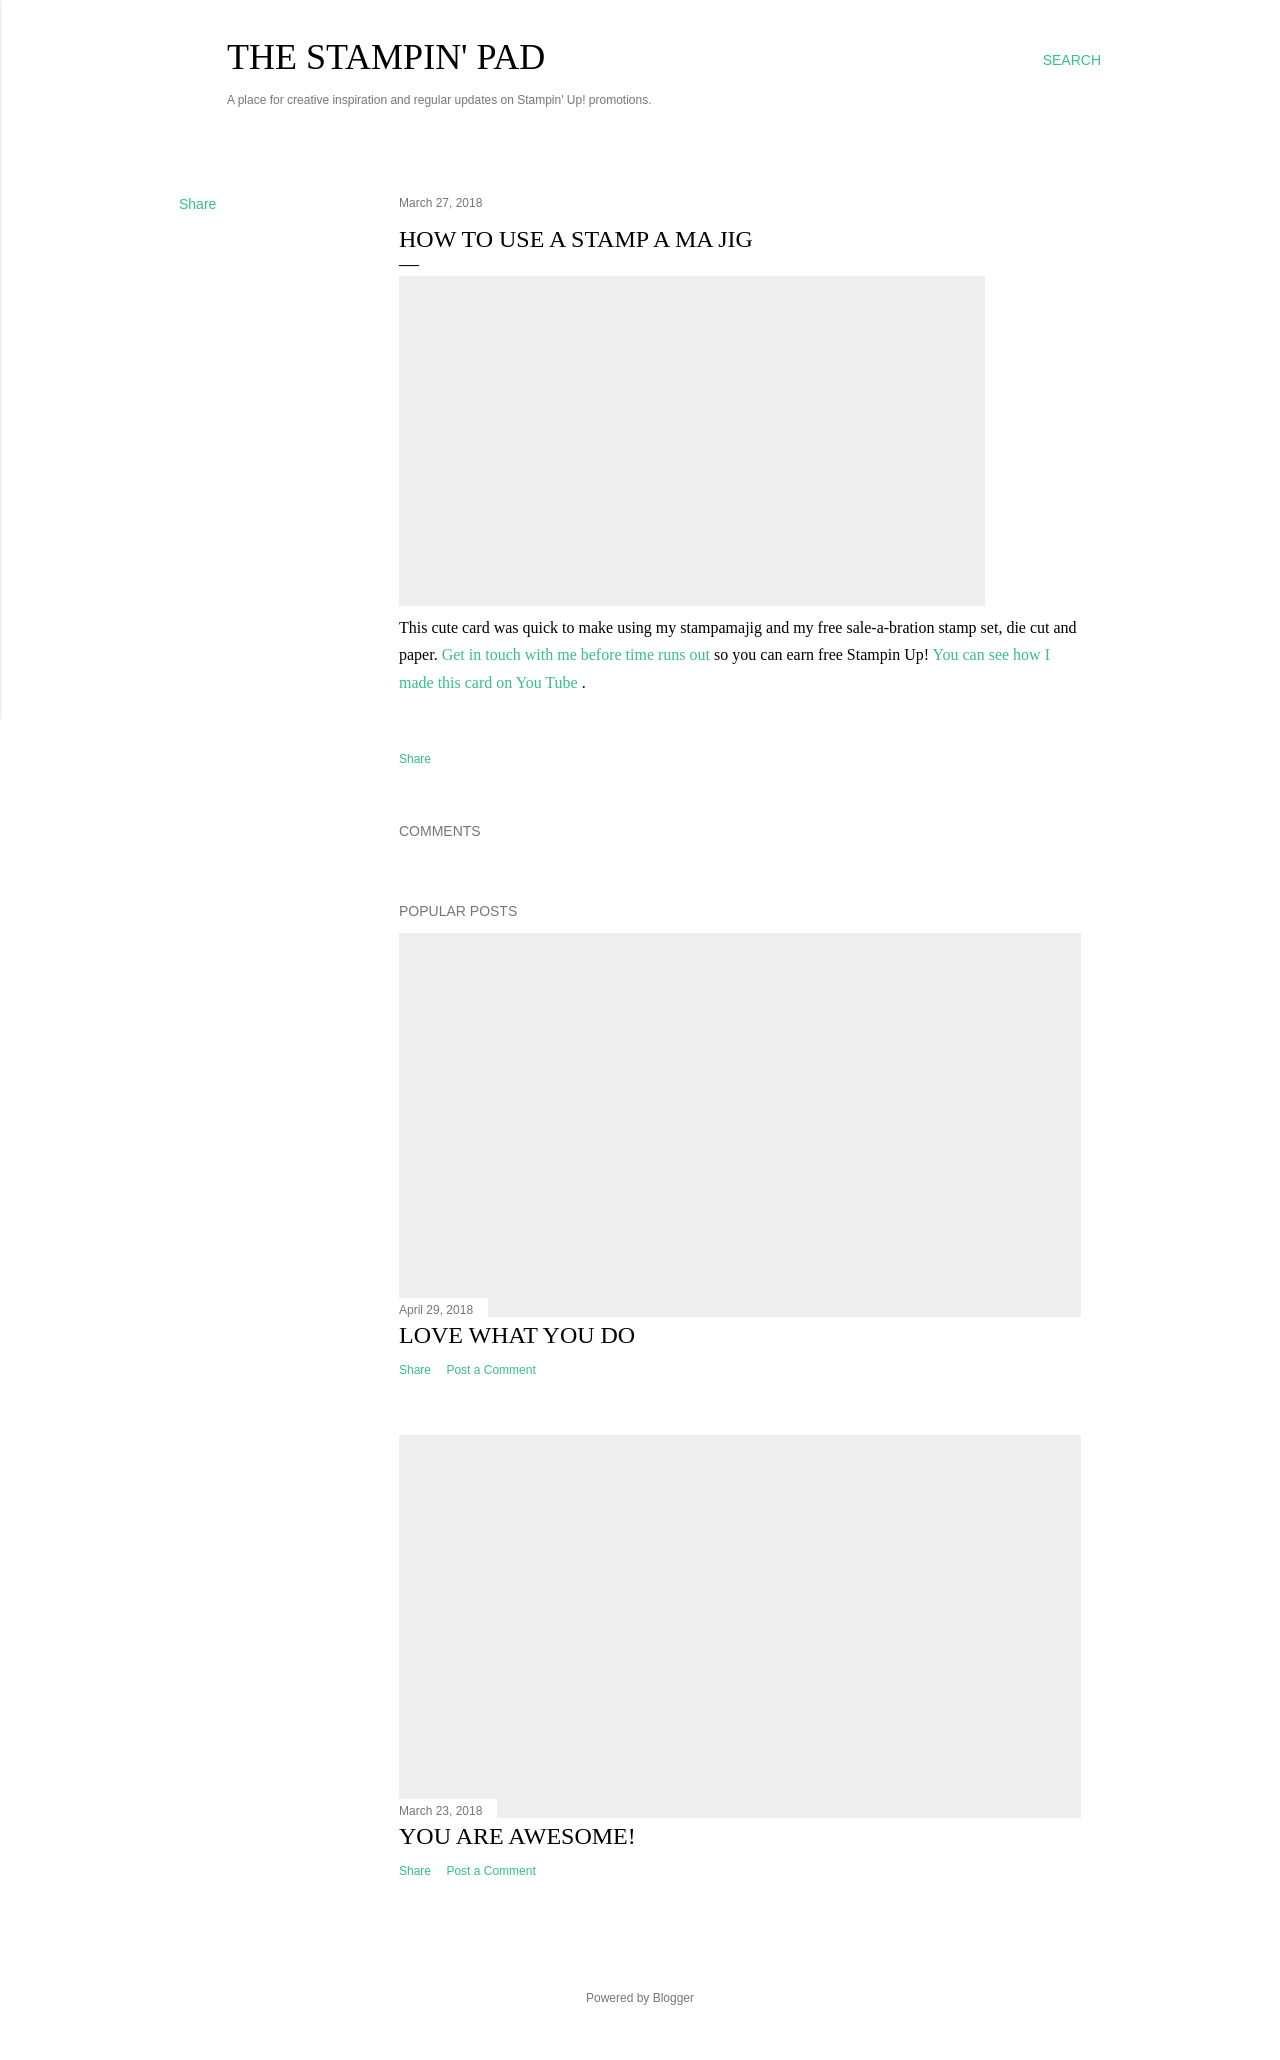 THE STAMPIN' PAD
SEARCH
A place for creative inspiration and regular updates on Stampin' Up! promotions.
Share
March 27, 2018
HOW TO USE A STAMP A MA JIG
This cute card was quick to make using my stampamajig and my free sale-a-bration stamp set, die cut and
paper. Get in touch with me before time runs out so you can earn free Stampin Up! You can see how I
made this card on You Tube .
Share
COMMENTS
POPULAR POSTS
April 29, 2018
LOVE WHAT YOU DO
Share Post a Comment
March 23, 2018
YOU ARE AWESOME!
Share Post a Comment
Powered by Blogger